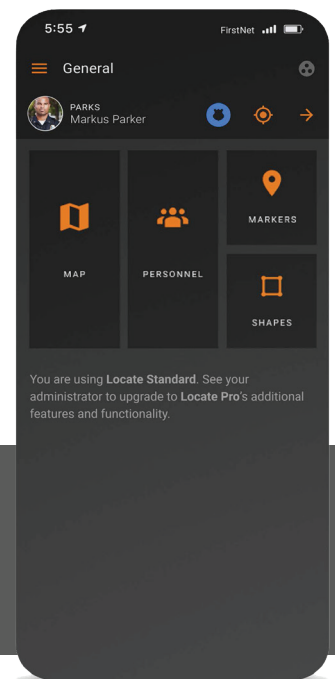 5:55
FirstNet
General
PARKS
Markus Parker
MAP
PERSONNEL
MARKERS
SHAPES
You are using Locate Standard. See your
administrator to upgrade to Locate Pro's additional
features and functionality.